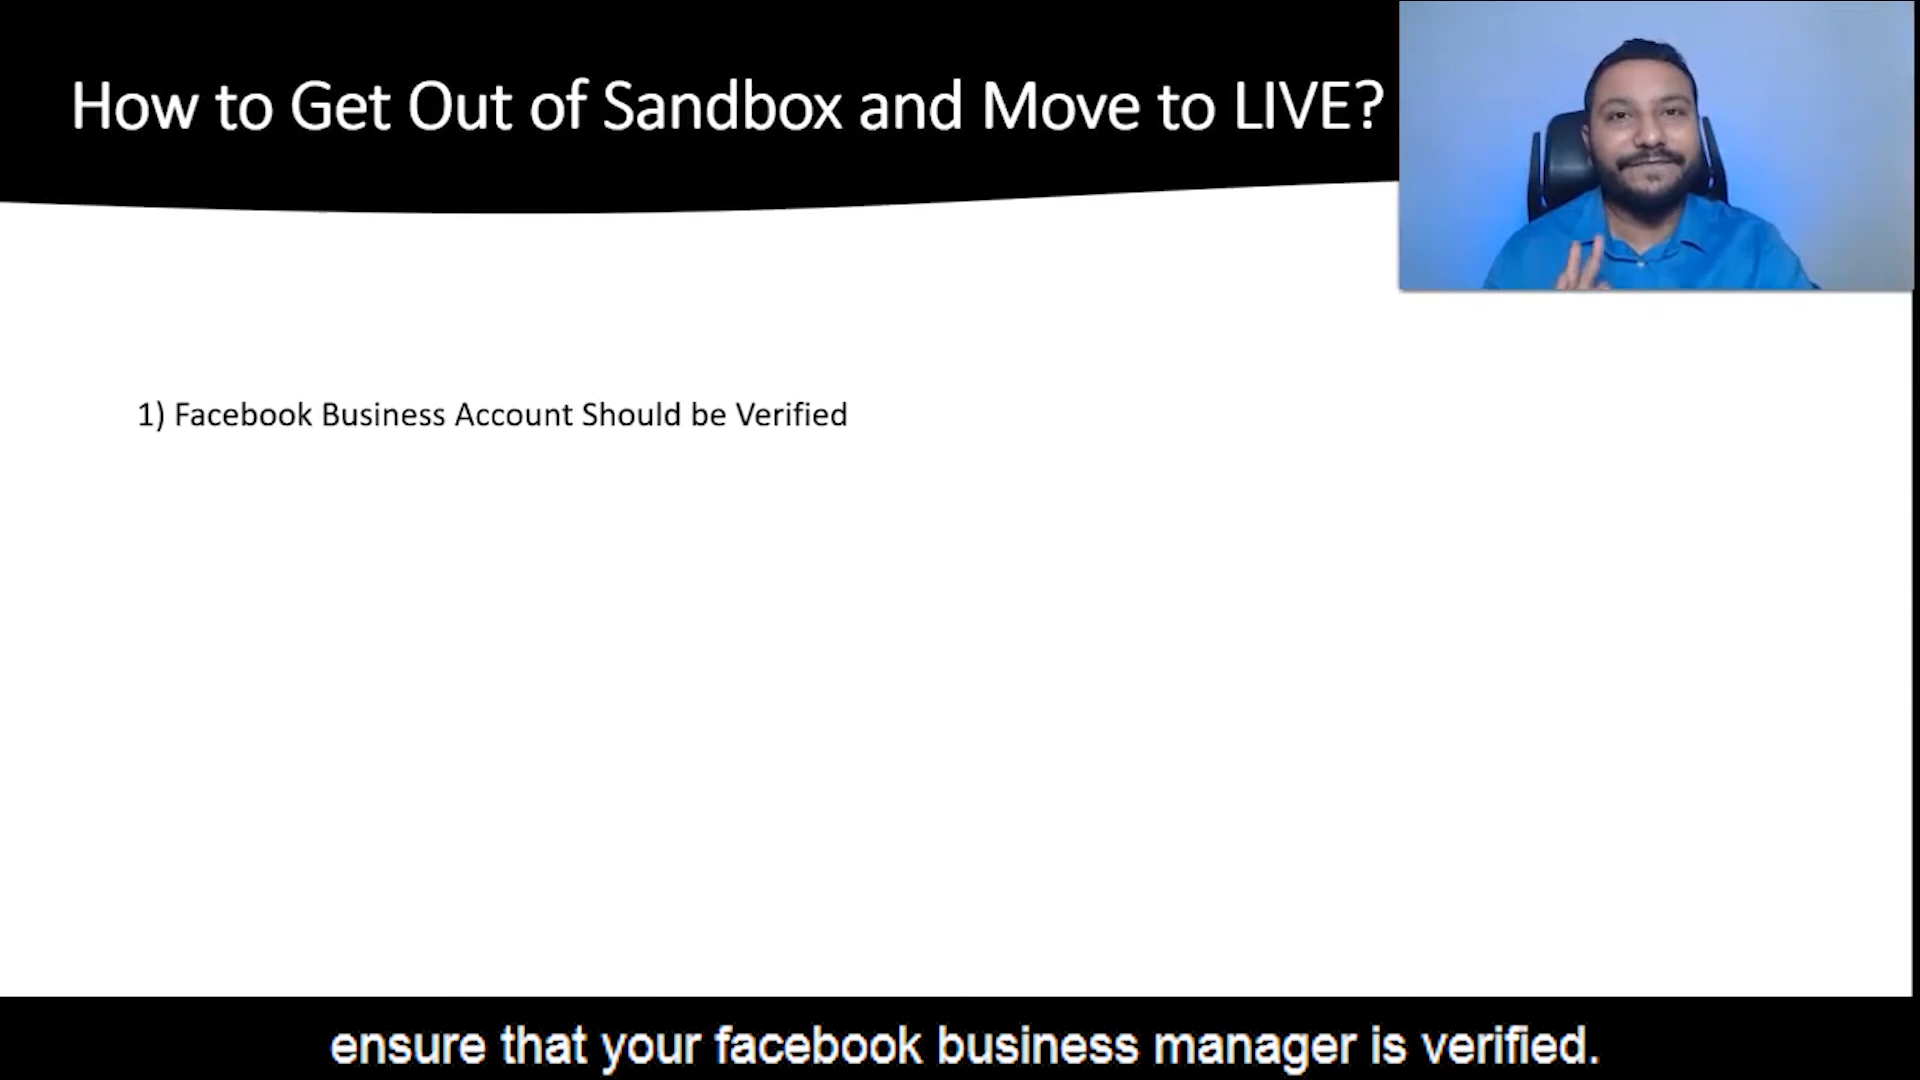 How to Get Out of Sandbox and Move to LIVE?
1) Facebook Business Account Should be Verified
ensure that your facebook business manager is verified.